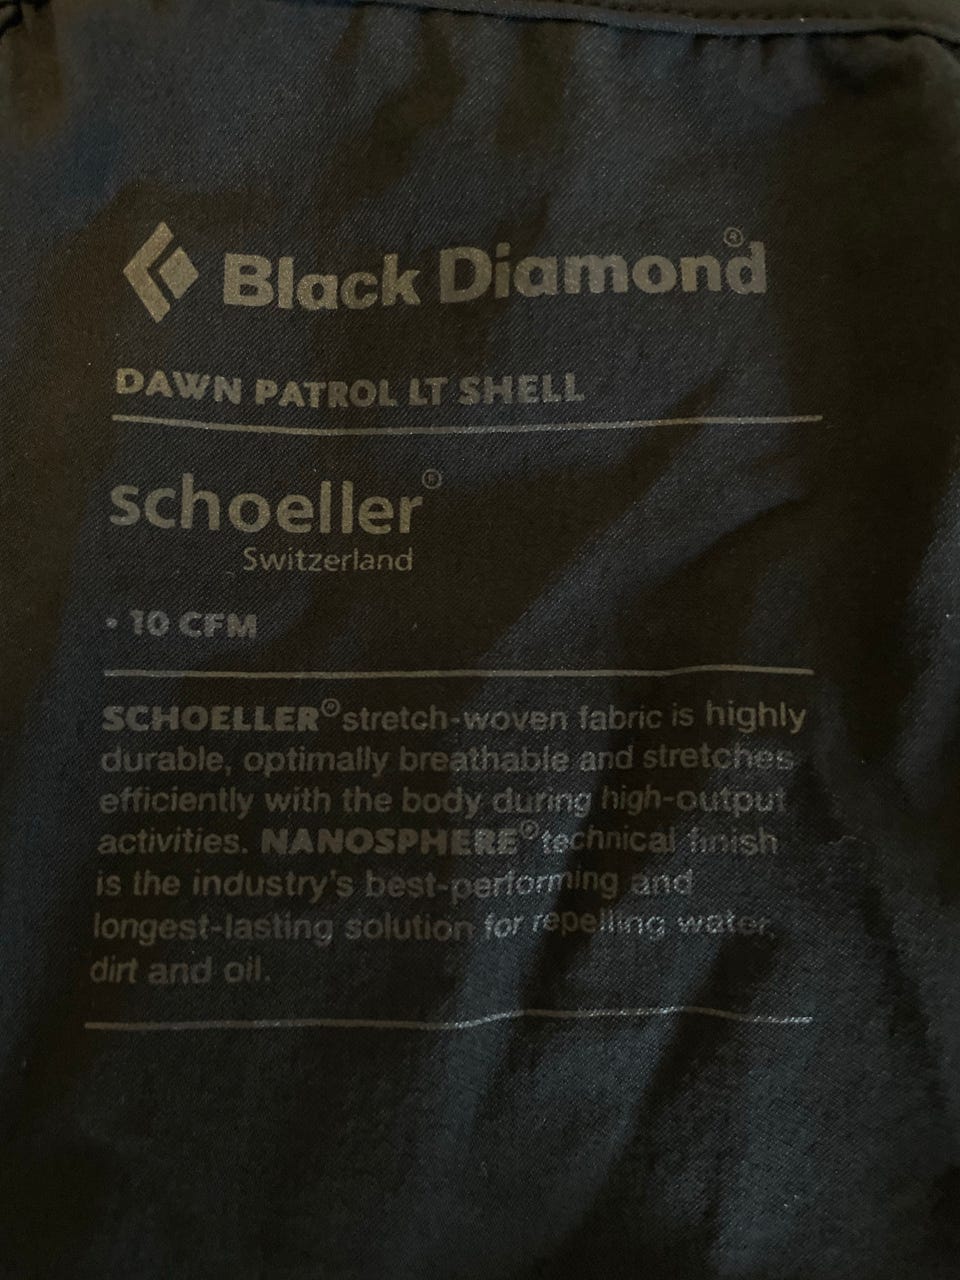 Black Diamond®
DAWN PATROL LT SHELL
schoeller®
Switzerland
• 10 CFM
SCHOELLER® stretch-woven fabric is highly
durable, optimally breathable and stretches
efficiently with the body during high-output
activities. NANOSPHERE® technical finish
is the industry's best-performing and
longest-lasting solution for repelling water,
dirt and oil.